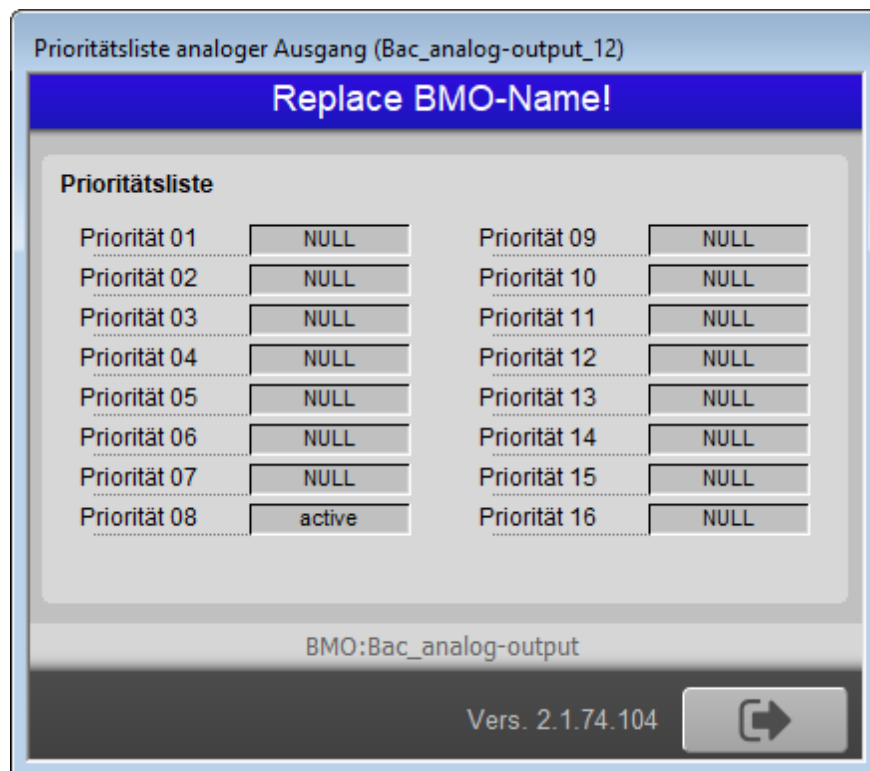 Prioritätsliste analoger Ausgang (Bac_analog-output_12)
Replace BMO-Name!
Prioritätsliste
Priorität 01 NULL Priorität 09 NULL
Priorität 02 NULL Priorität 10 NULL
Priorität 03 NULL Priorität 11 NULL
Priorität 04 NULL Priorität 12 NULL
Priorität 05 NULL Priorität 13 NULL
Priorität 06 NULL Priorität 14 NULL
Priorität 07 NULL Priorität 15 NULL
Priorität 08 active Priorität 16 NULL
BMO:Bac_analog-output
Vers. 2.1.74.104